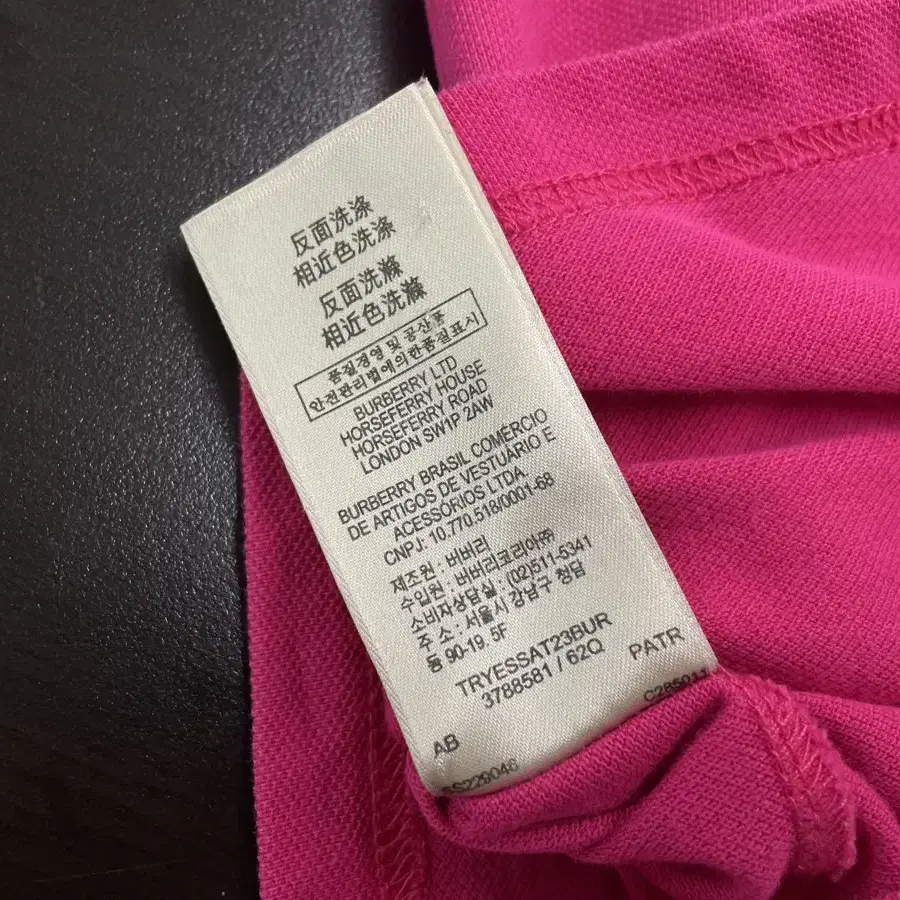 反面洗涤
相近色洗涤
反面洗滌
相近色洗滌
품질경영 및 공산품
안전관리법에의한품질표시
BURBERRY LTD
HORSEFERRY HOUSE
HORSEFERRY ROAD
LONDON SW1P 2AW
BURBERRY BRASIL COMERCIO
DE ARTIGOS DE VESTUÁRIO E
ACESSÓRIOS LTDA.
CNPJ: 10.770.518/0001-68
제조원 : 버버리
수입원 : 버버리코리아㈜
소비자상담실 : (02)511-5341
주 소 : 서울시 강남구 청담
동 90-19. 5F
TRYESSAT23BUR
3788581 / 62Q
PATR
AB
C285011
SS229046